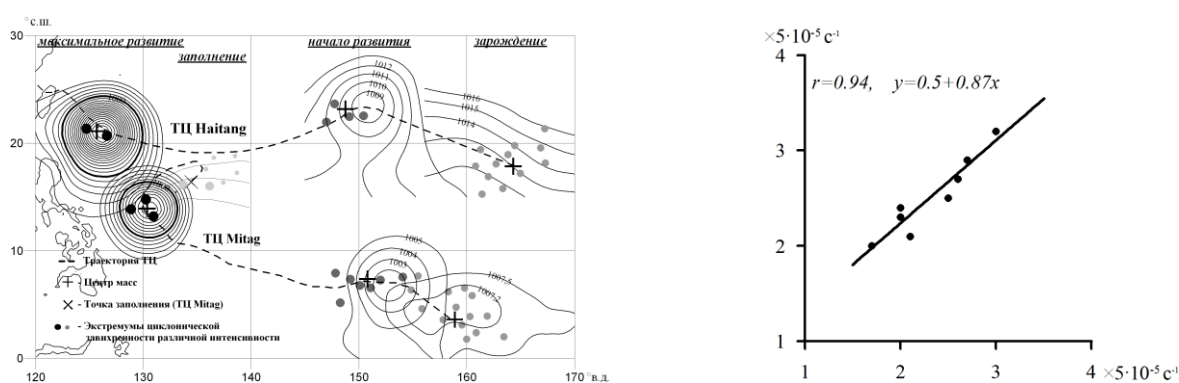 °с.ш.
30
максимальное развитие
заполнение
начало развития
зарождение
1012
1011
1010
1009
1016
1015
1014
1000
ТЦ Haitang
20
ТЦ Mitag
10
1005
1004
1003
1007,5
1007,2
- Траектория ТЦ
- Центр масс
- Точка заполнения (ТЦ Mitag)
- Экстремумы циклонической
завихренности различной интенсивности
0
120 130 140 150 160 170 °в.д.
×5·10⁻⁵ с⁻¹
4
r=0.94, y=0.5+0.87x
3
2
1
1 2 3 4 ×5·10⁻⁵ с⁻¹